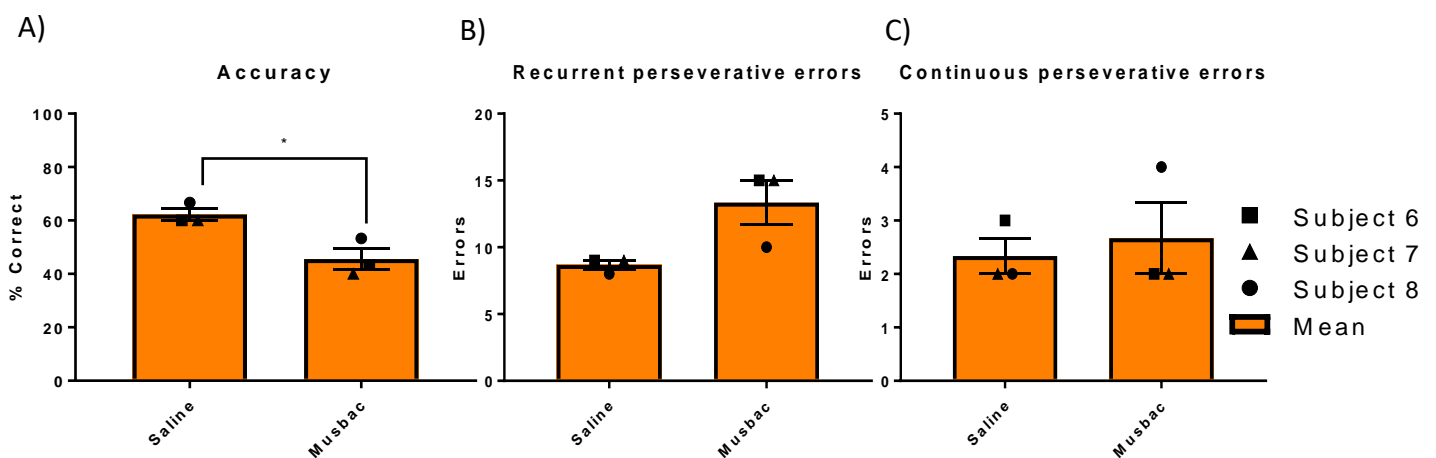 A)
Accuracy
% Correct
100
80
60
40
20
0
*
Saline
Musbac
B)
Recurrent perseverative errors
Errors
20
15
10
5
0
Saline
Musbac
C)
Continuous perseverative errors
Errors
5
4
3
2
1
0
Saline
Musbac
Subject 6
Subject 7
Subject 8
Mean